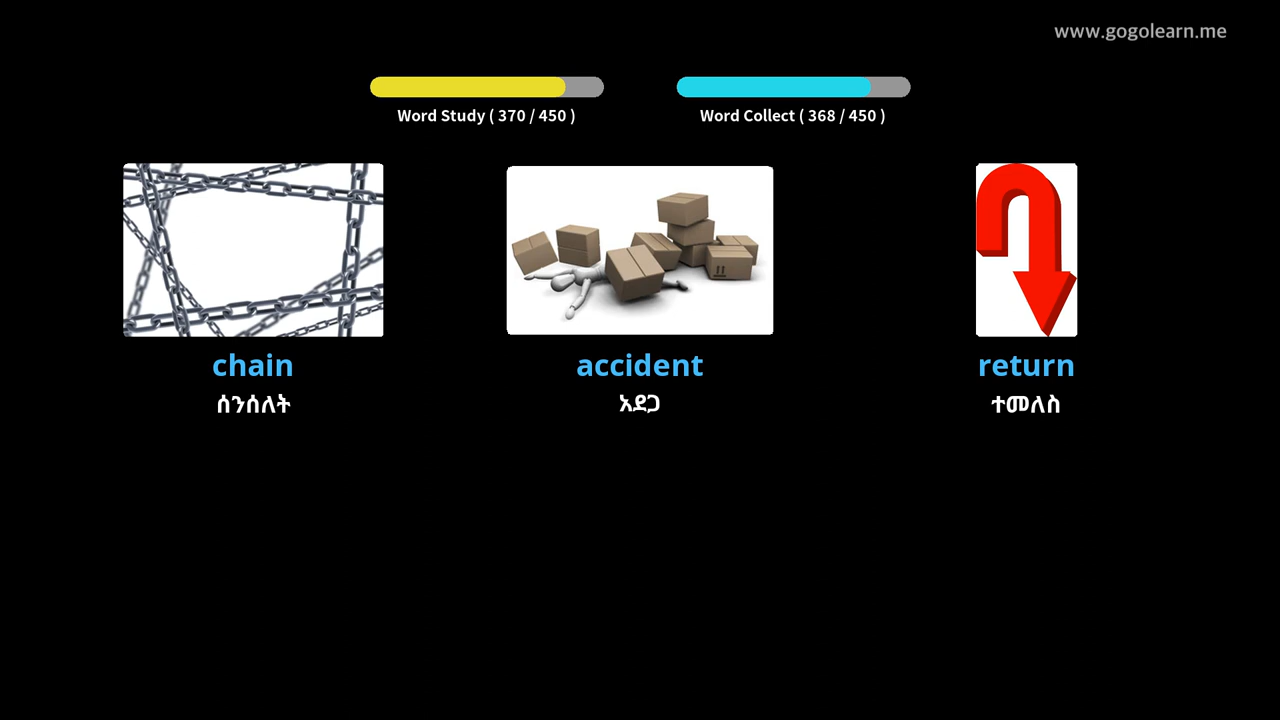 www.gogolearn.me
Word Study ( 370 / 450 )
Word Collect ( 368 / 450 )
chain
ሰንሰለት
accident
አደጋ
return
ተመለስ